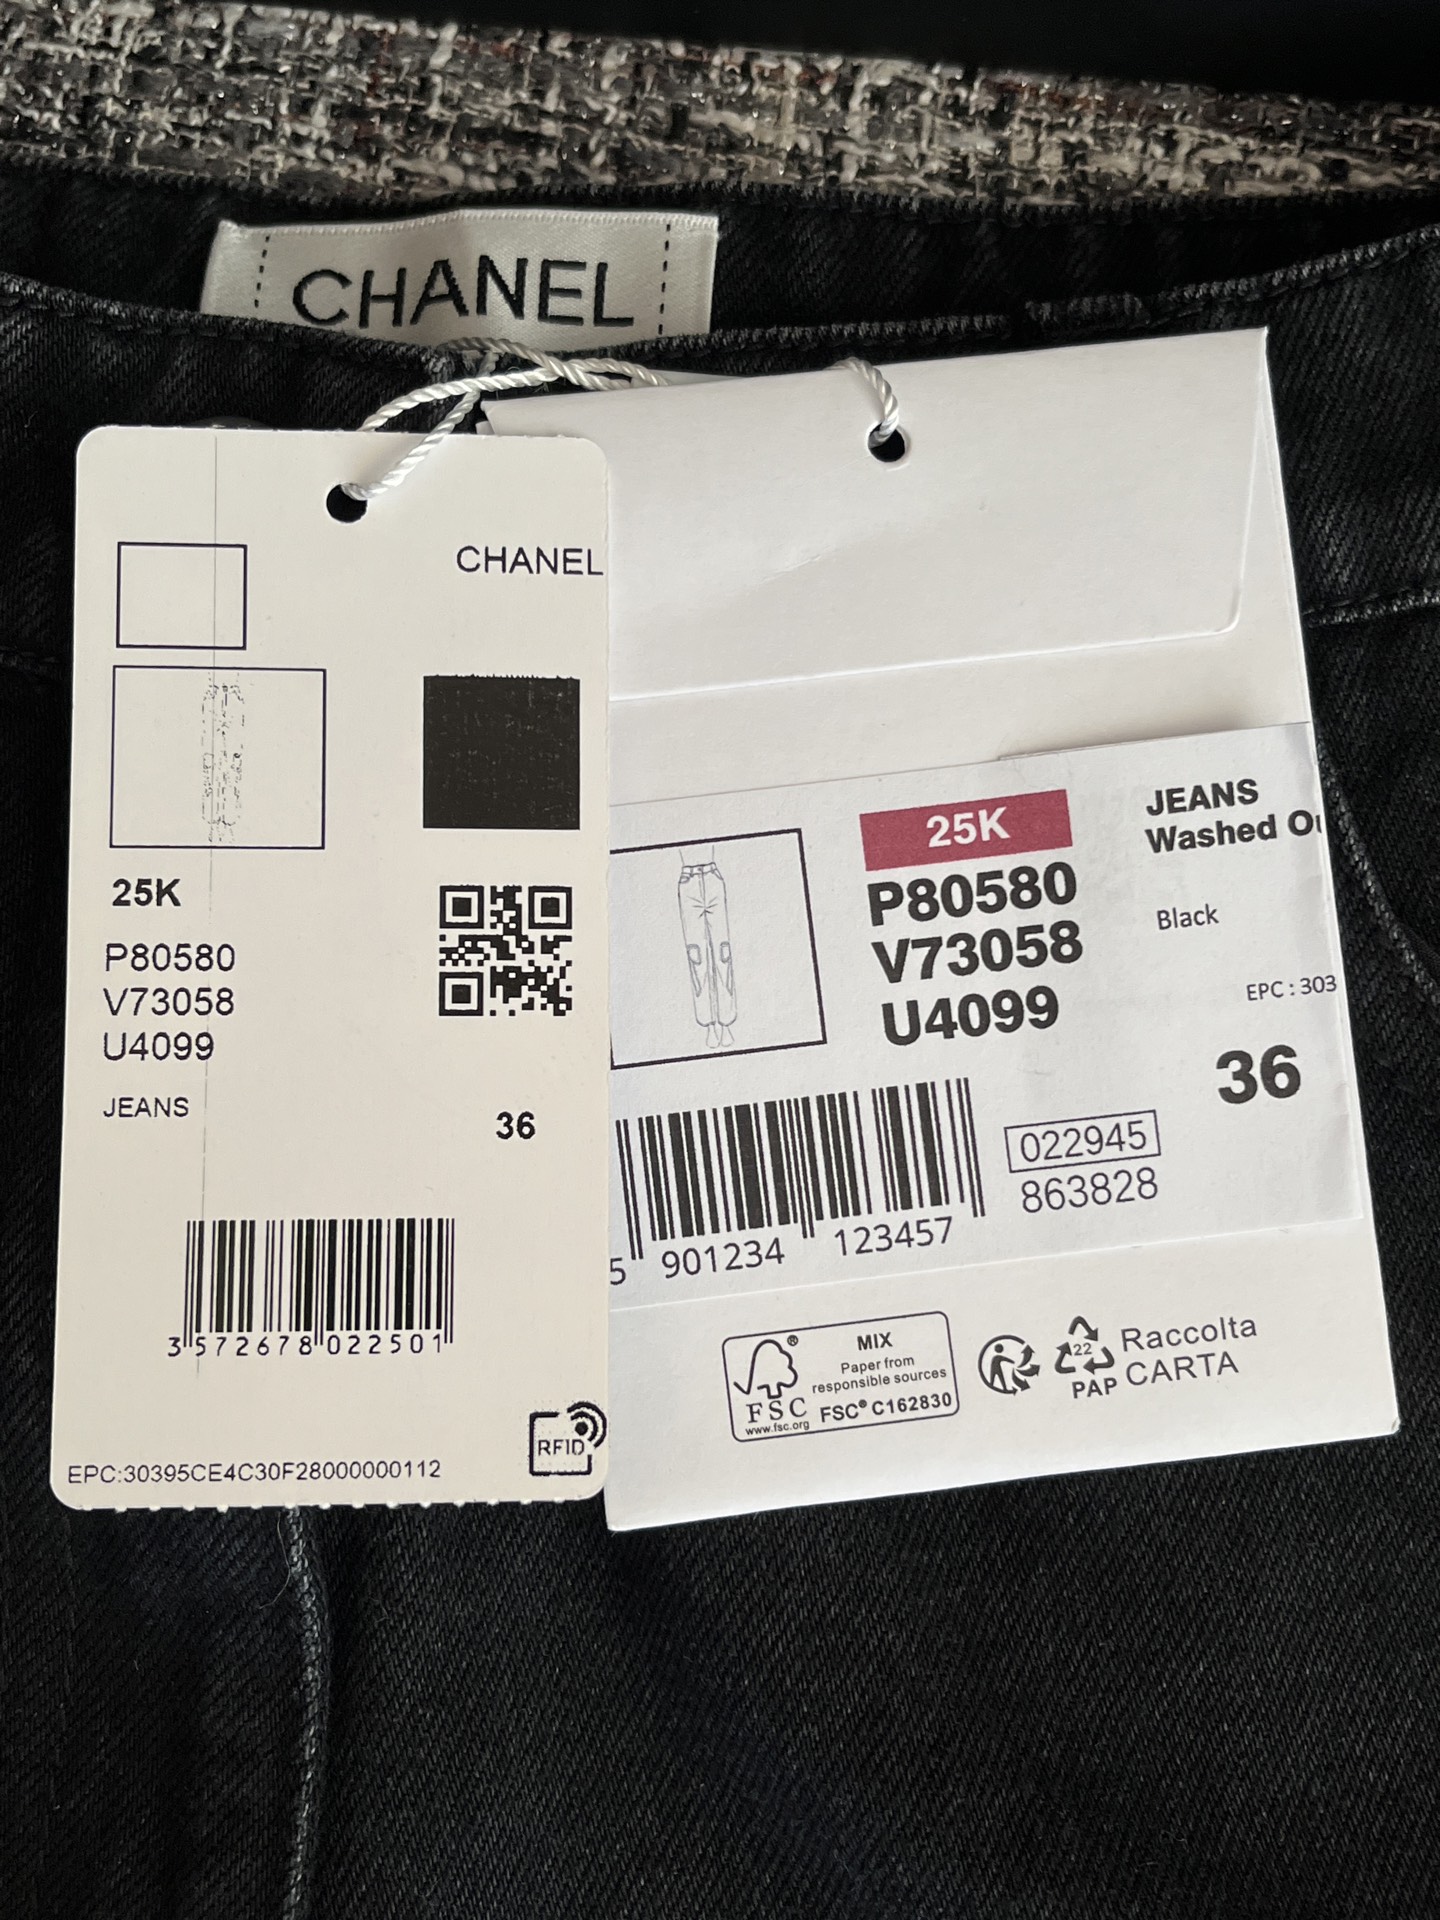 CHANEL
CHANEL
25K
P80580
V73058
U4099
JEANS
36
3 572678 022501
RFID
EPC:30395CE4C30F28000000112
25K
P80580
V73058
U4099
JEANS
Washed
Black
EPC : 303
36
5 901234 123457
022945
863828
MIX
Paper from
responsible sources
FSC® C162830
FSC
www.fsc.org
22
PAP
Raccolta
CARTA